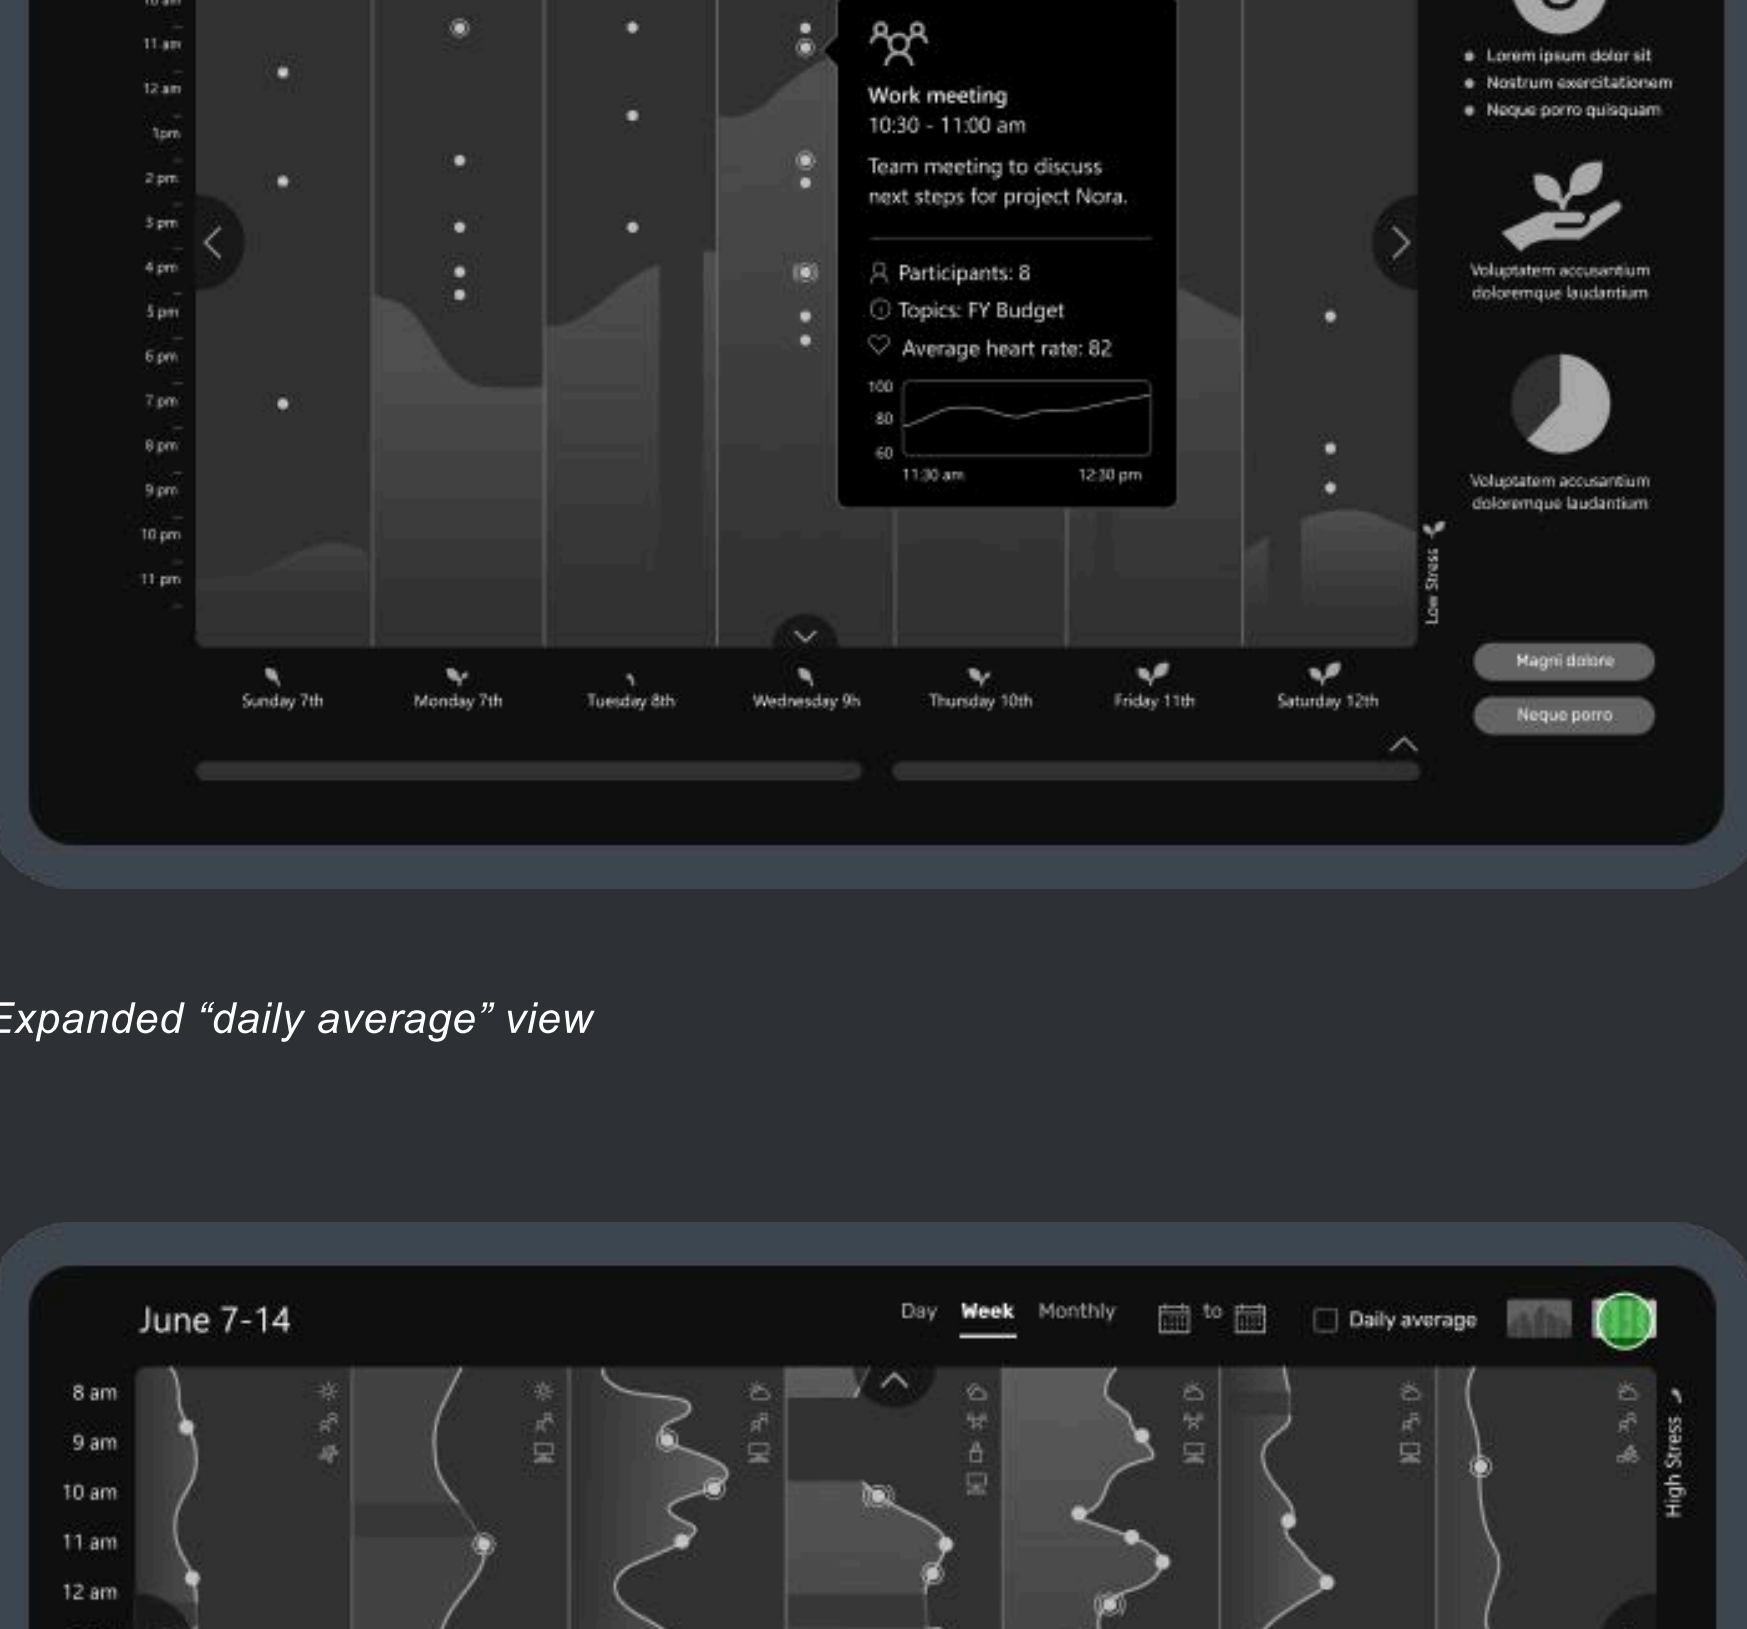 10 am
11 am
12 am
1pm
2 pm
3 pm
4 pm
5 pm
6 pm
7 pm
8 pm
9 pm
10 pm
11 pm
Work meeting
10:30 - 11:00 am
Team meeting to discuss
next steps for project Nora.
Participants: 8
Topics: FY Budget
Average heart rate: 82
100
80
60
11:30 am 12:30 pm
Lorem ipsum dolor sit
Nostrum exercitationem
Neque porro quisquam
Voluptatem accusantium
doloremque laudantium
Voluptatem accusantium
doloremque laudantium
Low Stress
Magni dolore
Neque porro
Sunday 7th Monday 7th Tuesday 8th Wednesday 9h Thursday 10th Friday 11th Saturday 12th
Expanded “daily average” view
June 7-14 Day Week Monthly to Daily average
8 am
9 am
10 am
11 am
12 am
High Stress